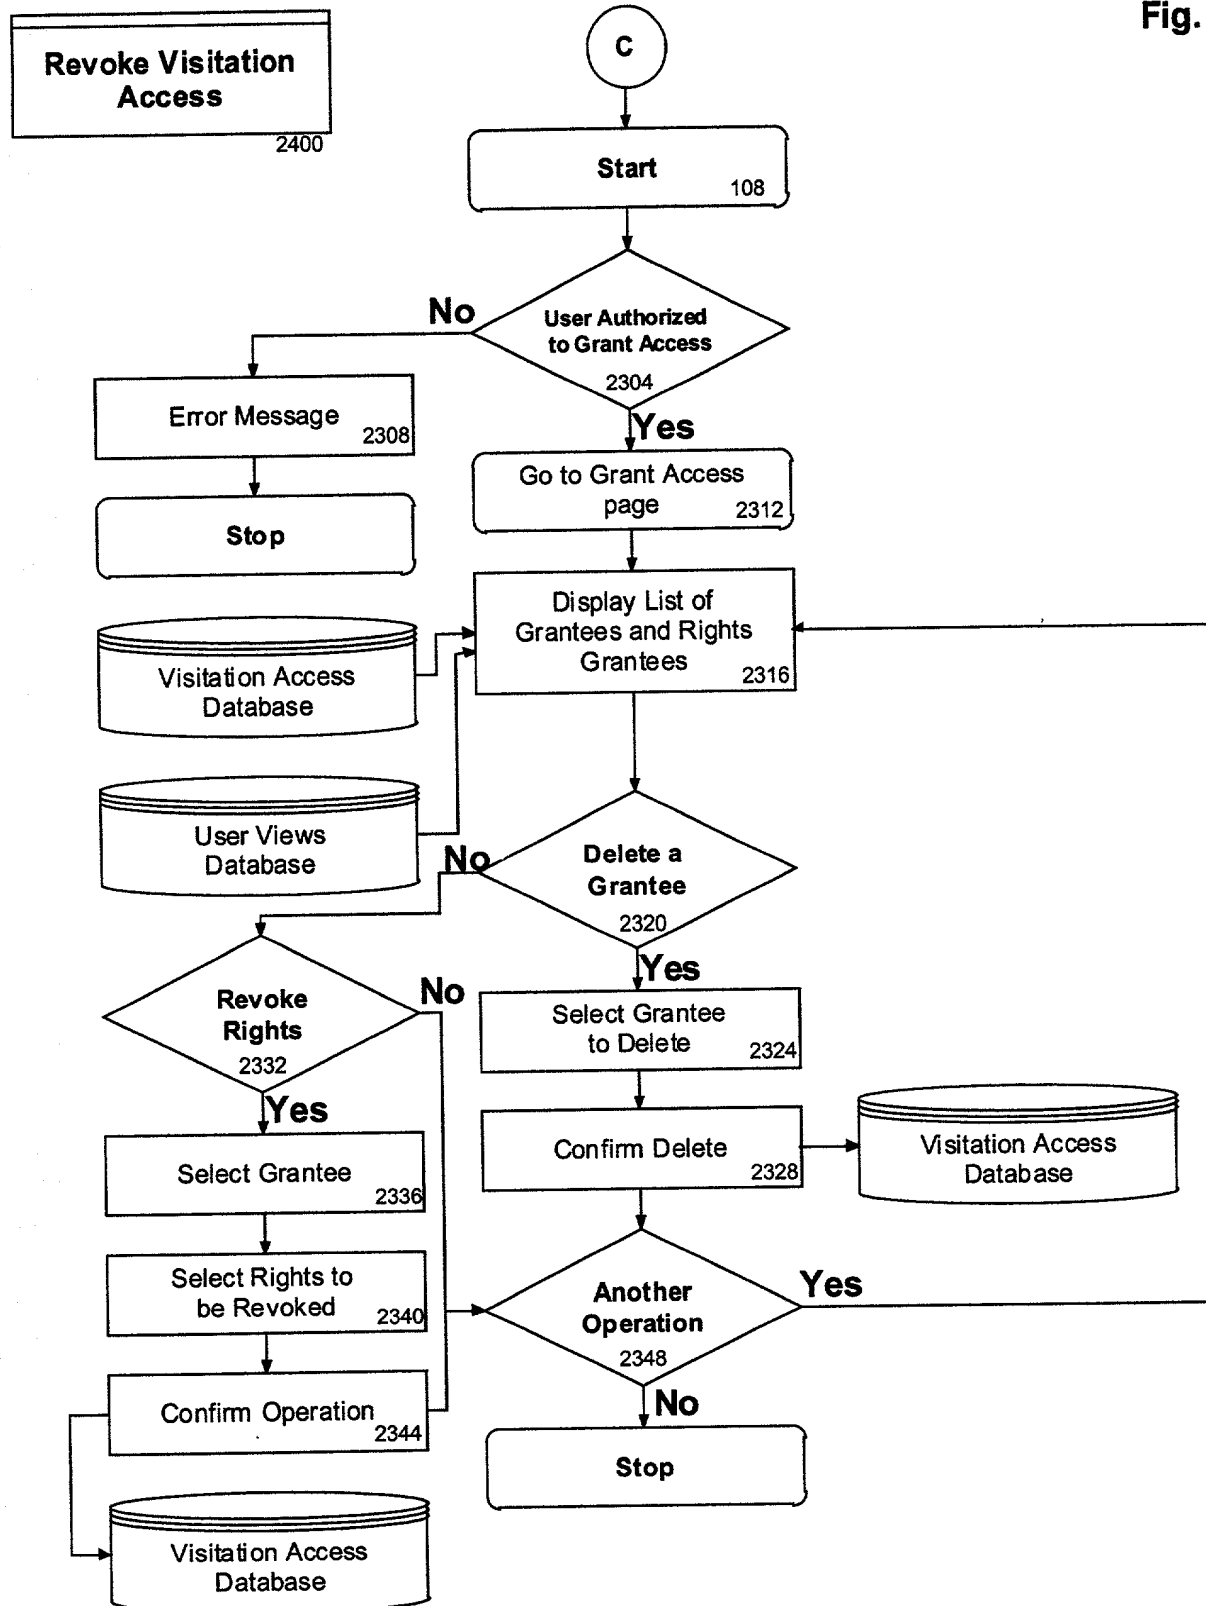 Fig.
Revoke Visitation
Access
2400
C
Start
108
No
User Authorized
to Grant Access
2304
Error Message
2308
Yes
Go to Grant Access
page
2312
Stop
Display List of
Grantees and Rights
Grantees
2316
Visitation Access
Database
User Views
Database
No
Delete a
Grantee
2320
Yes
Revoke
Rights
2332
No
Select Grantee
to Delete
2324
Yes
Confirm Delete
2328
Visitation Access
Database
Select Grantee
2336
Select Rights to
be Revoked
2340
Another
Operation
2348
Yes
Confirm Operation
2344
No
Stop
Visitation Access
Database